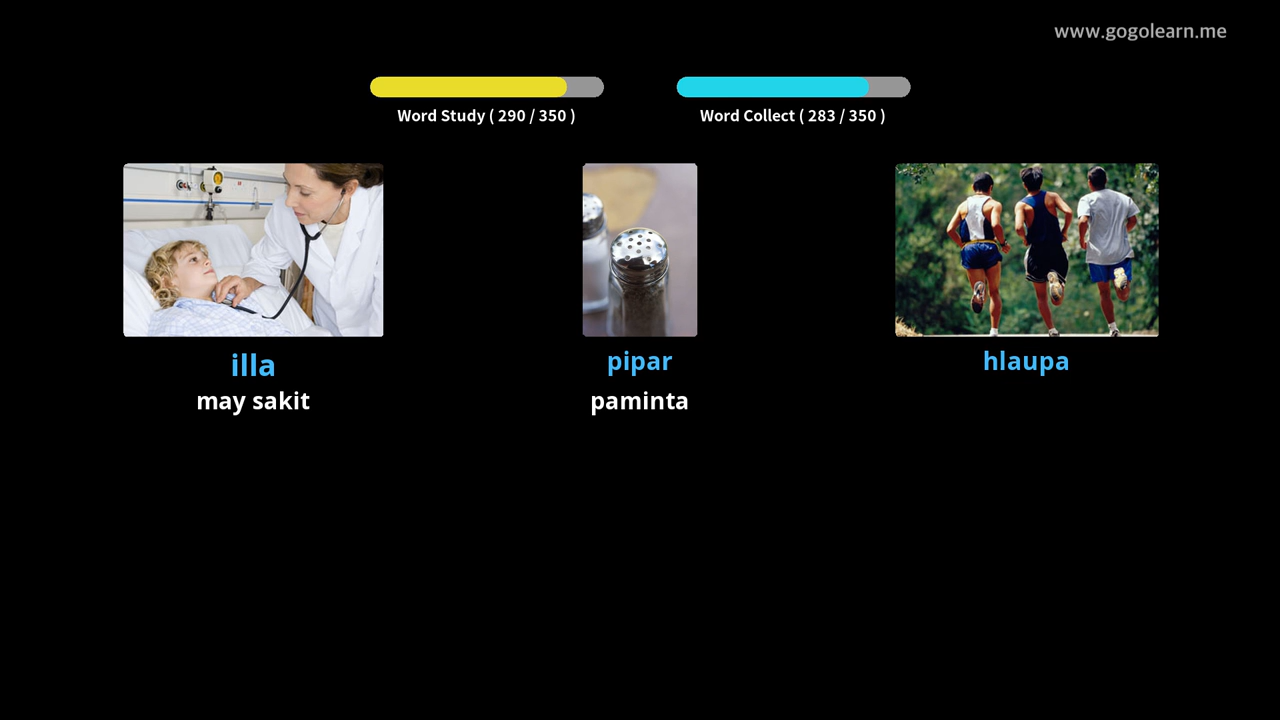 www.gogolearn.me
Word Study ( 290 / 350 )
Word Collect ( 283 / 350 )
illa
may sakit
pipar
paminta
hlaupa